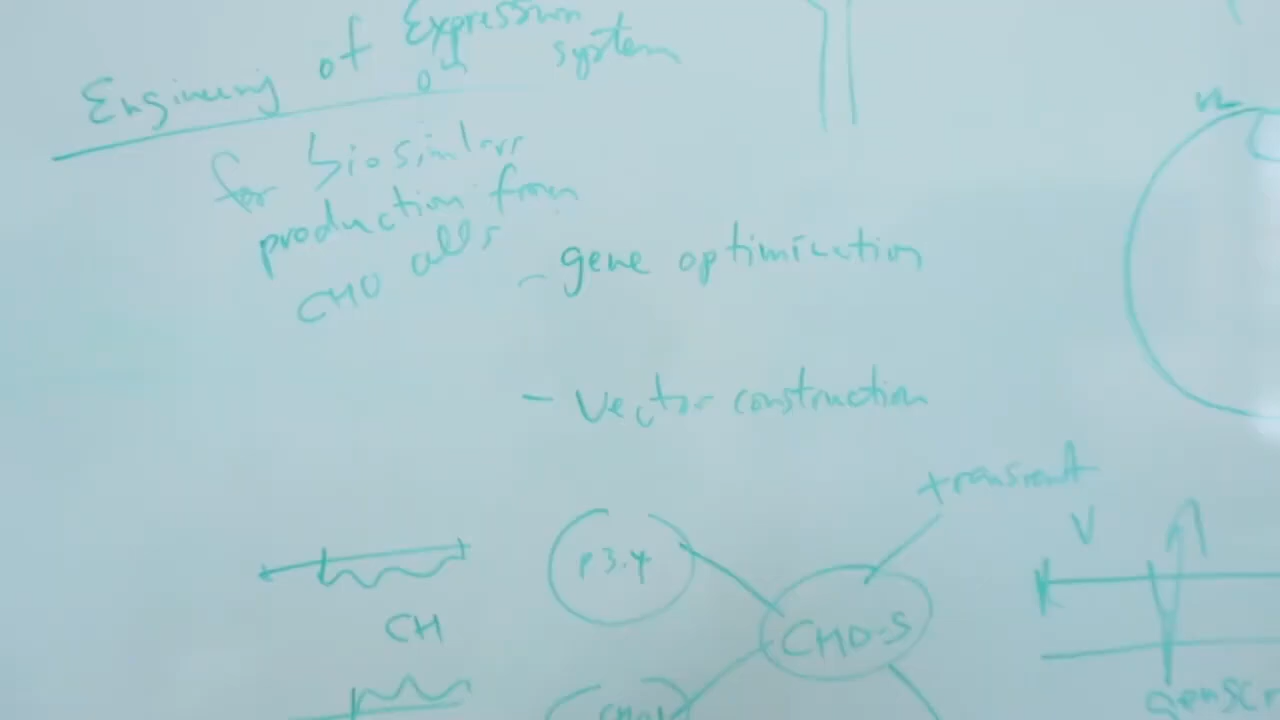 Engineering of Expression system
for biosimilars
production from
CHO cells
- gene optimization
- Vector construction
transient
p3.4
V
CHO-S
CH